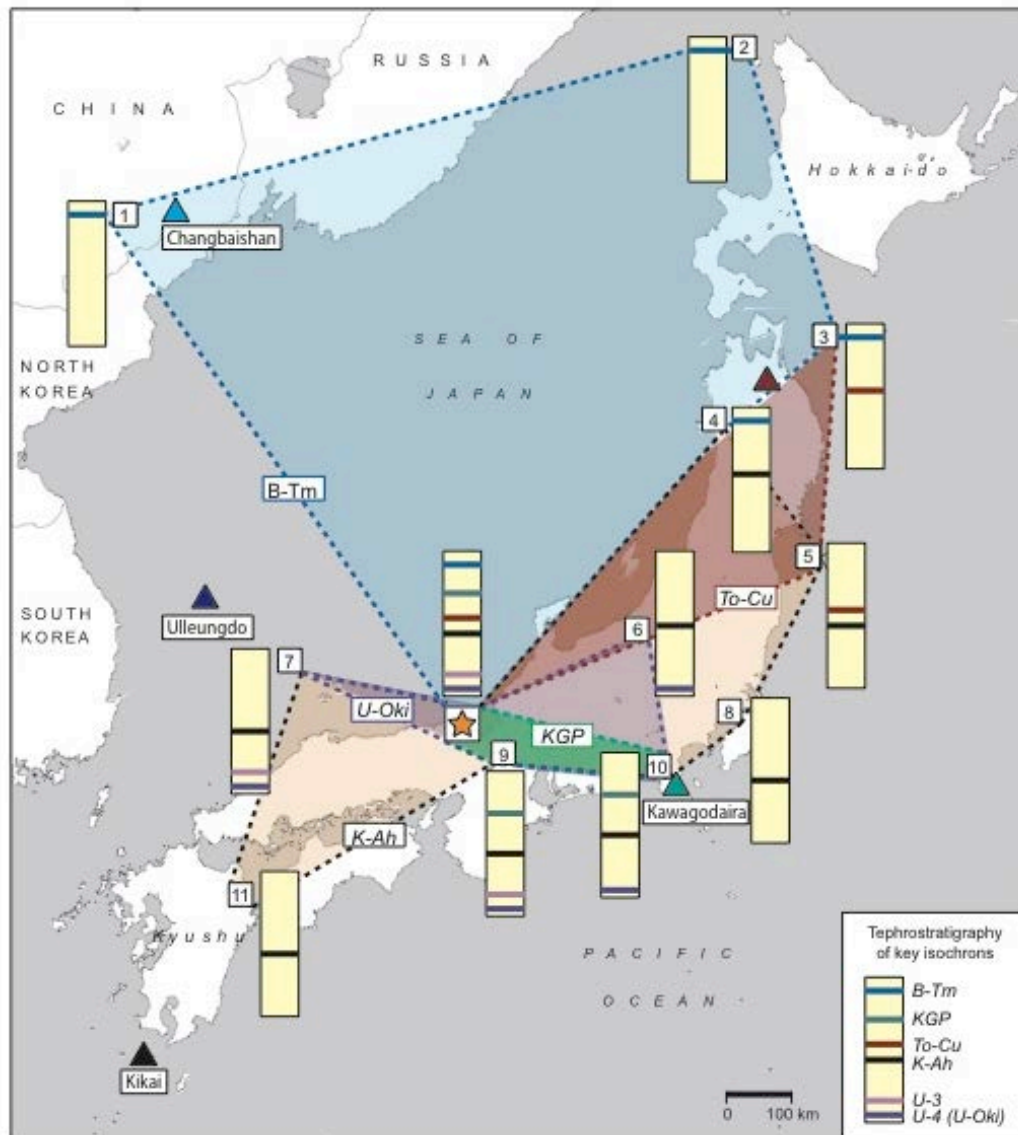 2
RUSSIA
CHINA
Hokkaido
1
Changbaishan
SEA OF
JAPAN
3
NORTH
KOREA
4
B-Tm
5
SOUTH
KOREA
Ulleungdo
To-Cu
6
7
U-Oki
8
KGP
9
10
Kawagodaira
K-Ah
11
Kyushu
PACIFIC
OCEAN
Kikai
0 100 km
Tephrostratigraphy
of key isochrons
B-Tm
KGP
To-Cu
K-Ah
U-3
U-4 (U-Oki)